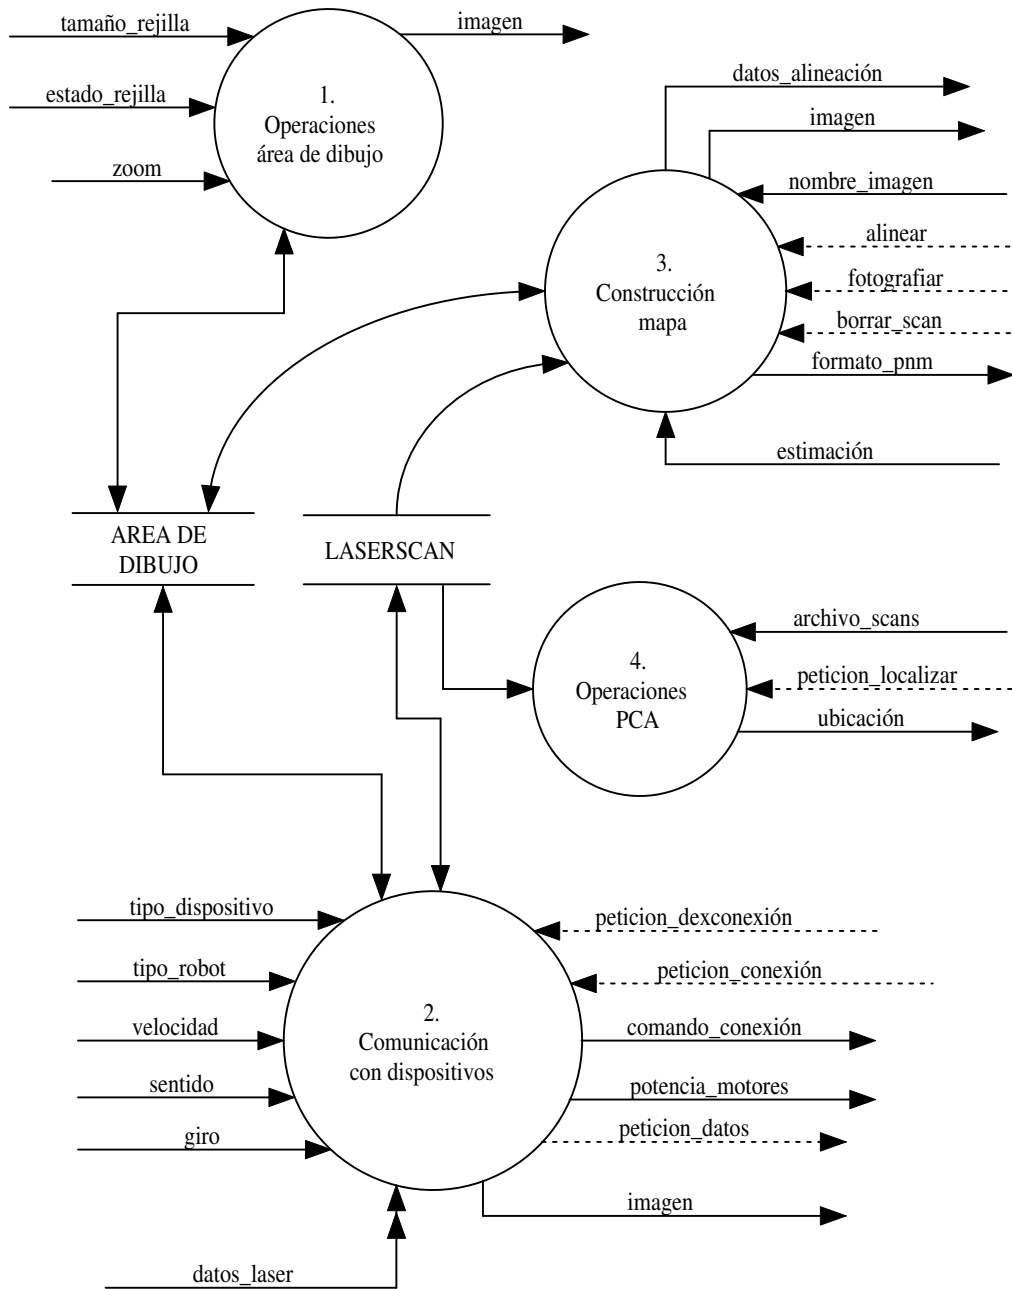 tamaño_rejilla
imagen
estado_rejilla
1.
Operaciones
área de dibujo
zoom
datos_alineación
imagen
nombre_imagen
alinear
3.
Construcción
mapa
fotografiar
borrar_scan
formato_pnm
estimación
AREA DE
DIBUJO
LASERSCAN
archivo_scans
4.
Operaciones
PCA
peticion_localizar
ubicación
tipo_dispositivo
peticion_dexconexión
tipo_robot
peticion_conexión
2.
Comunicación
con dispositivos
velocidad
comando_conexión
sentido
potencia_motores
giro
peticion_datos
imagen
datos_laser